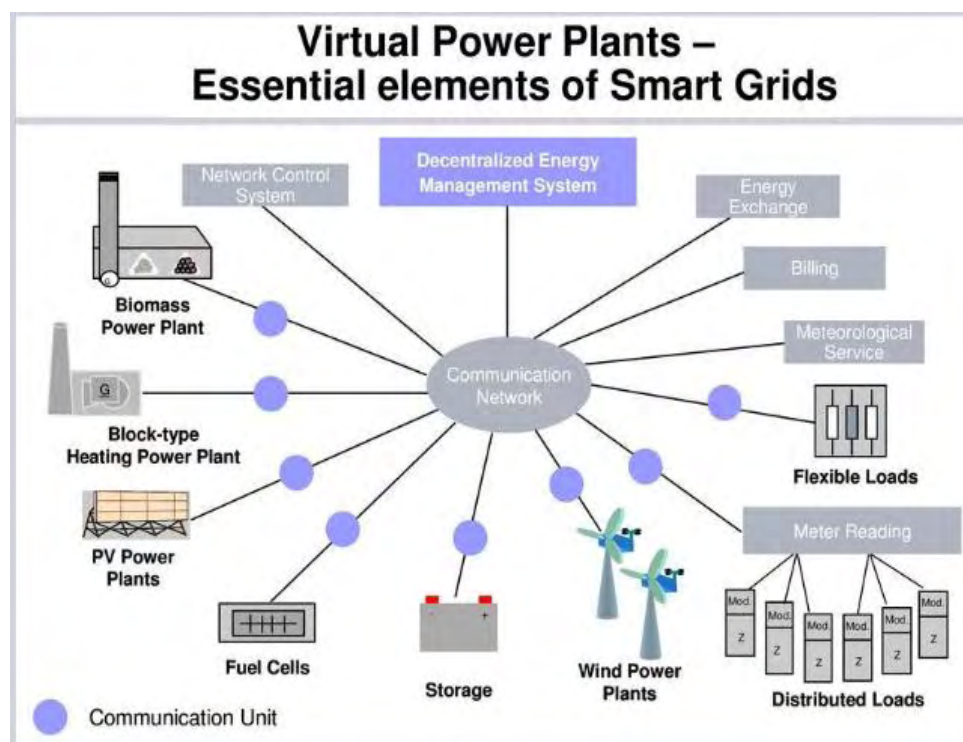 Virtual Power Plants –
Essential elements of Smart Grids
Network Control
System
Decentralized Energy
Management System
Energy
Exchange
Billing
Meteorological
Service
Communication
Network
G
Biomass
Power Plant
G
Block-type
Heating Power Plant
PV Power
Plants
Fuel Cells
- +
Storage
Wind Power
Plants
Flexible Loads
Meter Reading
Mod.
Z
Mod.
Z
Mod.
Z
Mod.
Z
Mod.
Z
Mod.
Z
Distributed Loads
Communication Unit